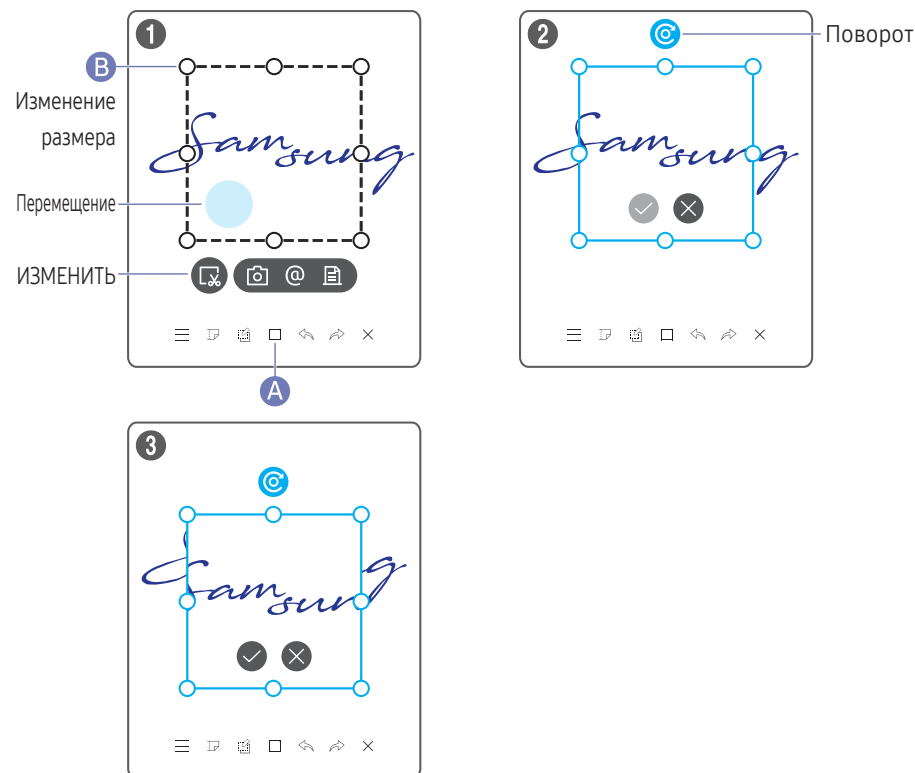 1
B
Изменение
размера
Samsung
Перемещение
ИЗМЕНИТЬ
@
A
2
Поворот
Samsung
3
Samsung